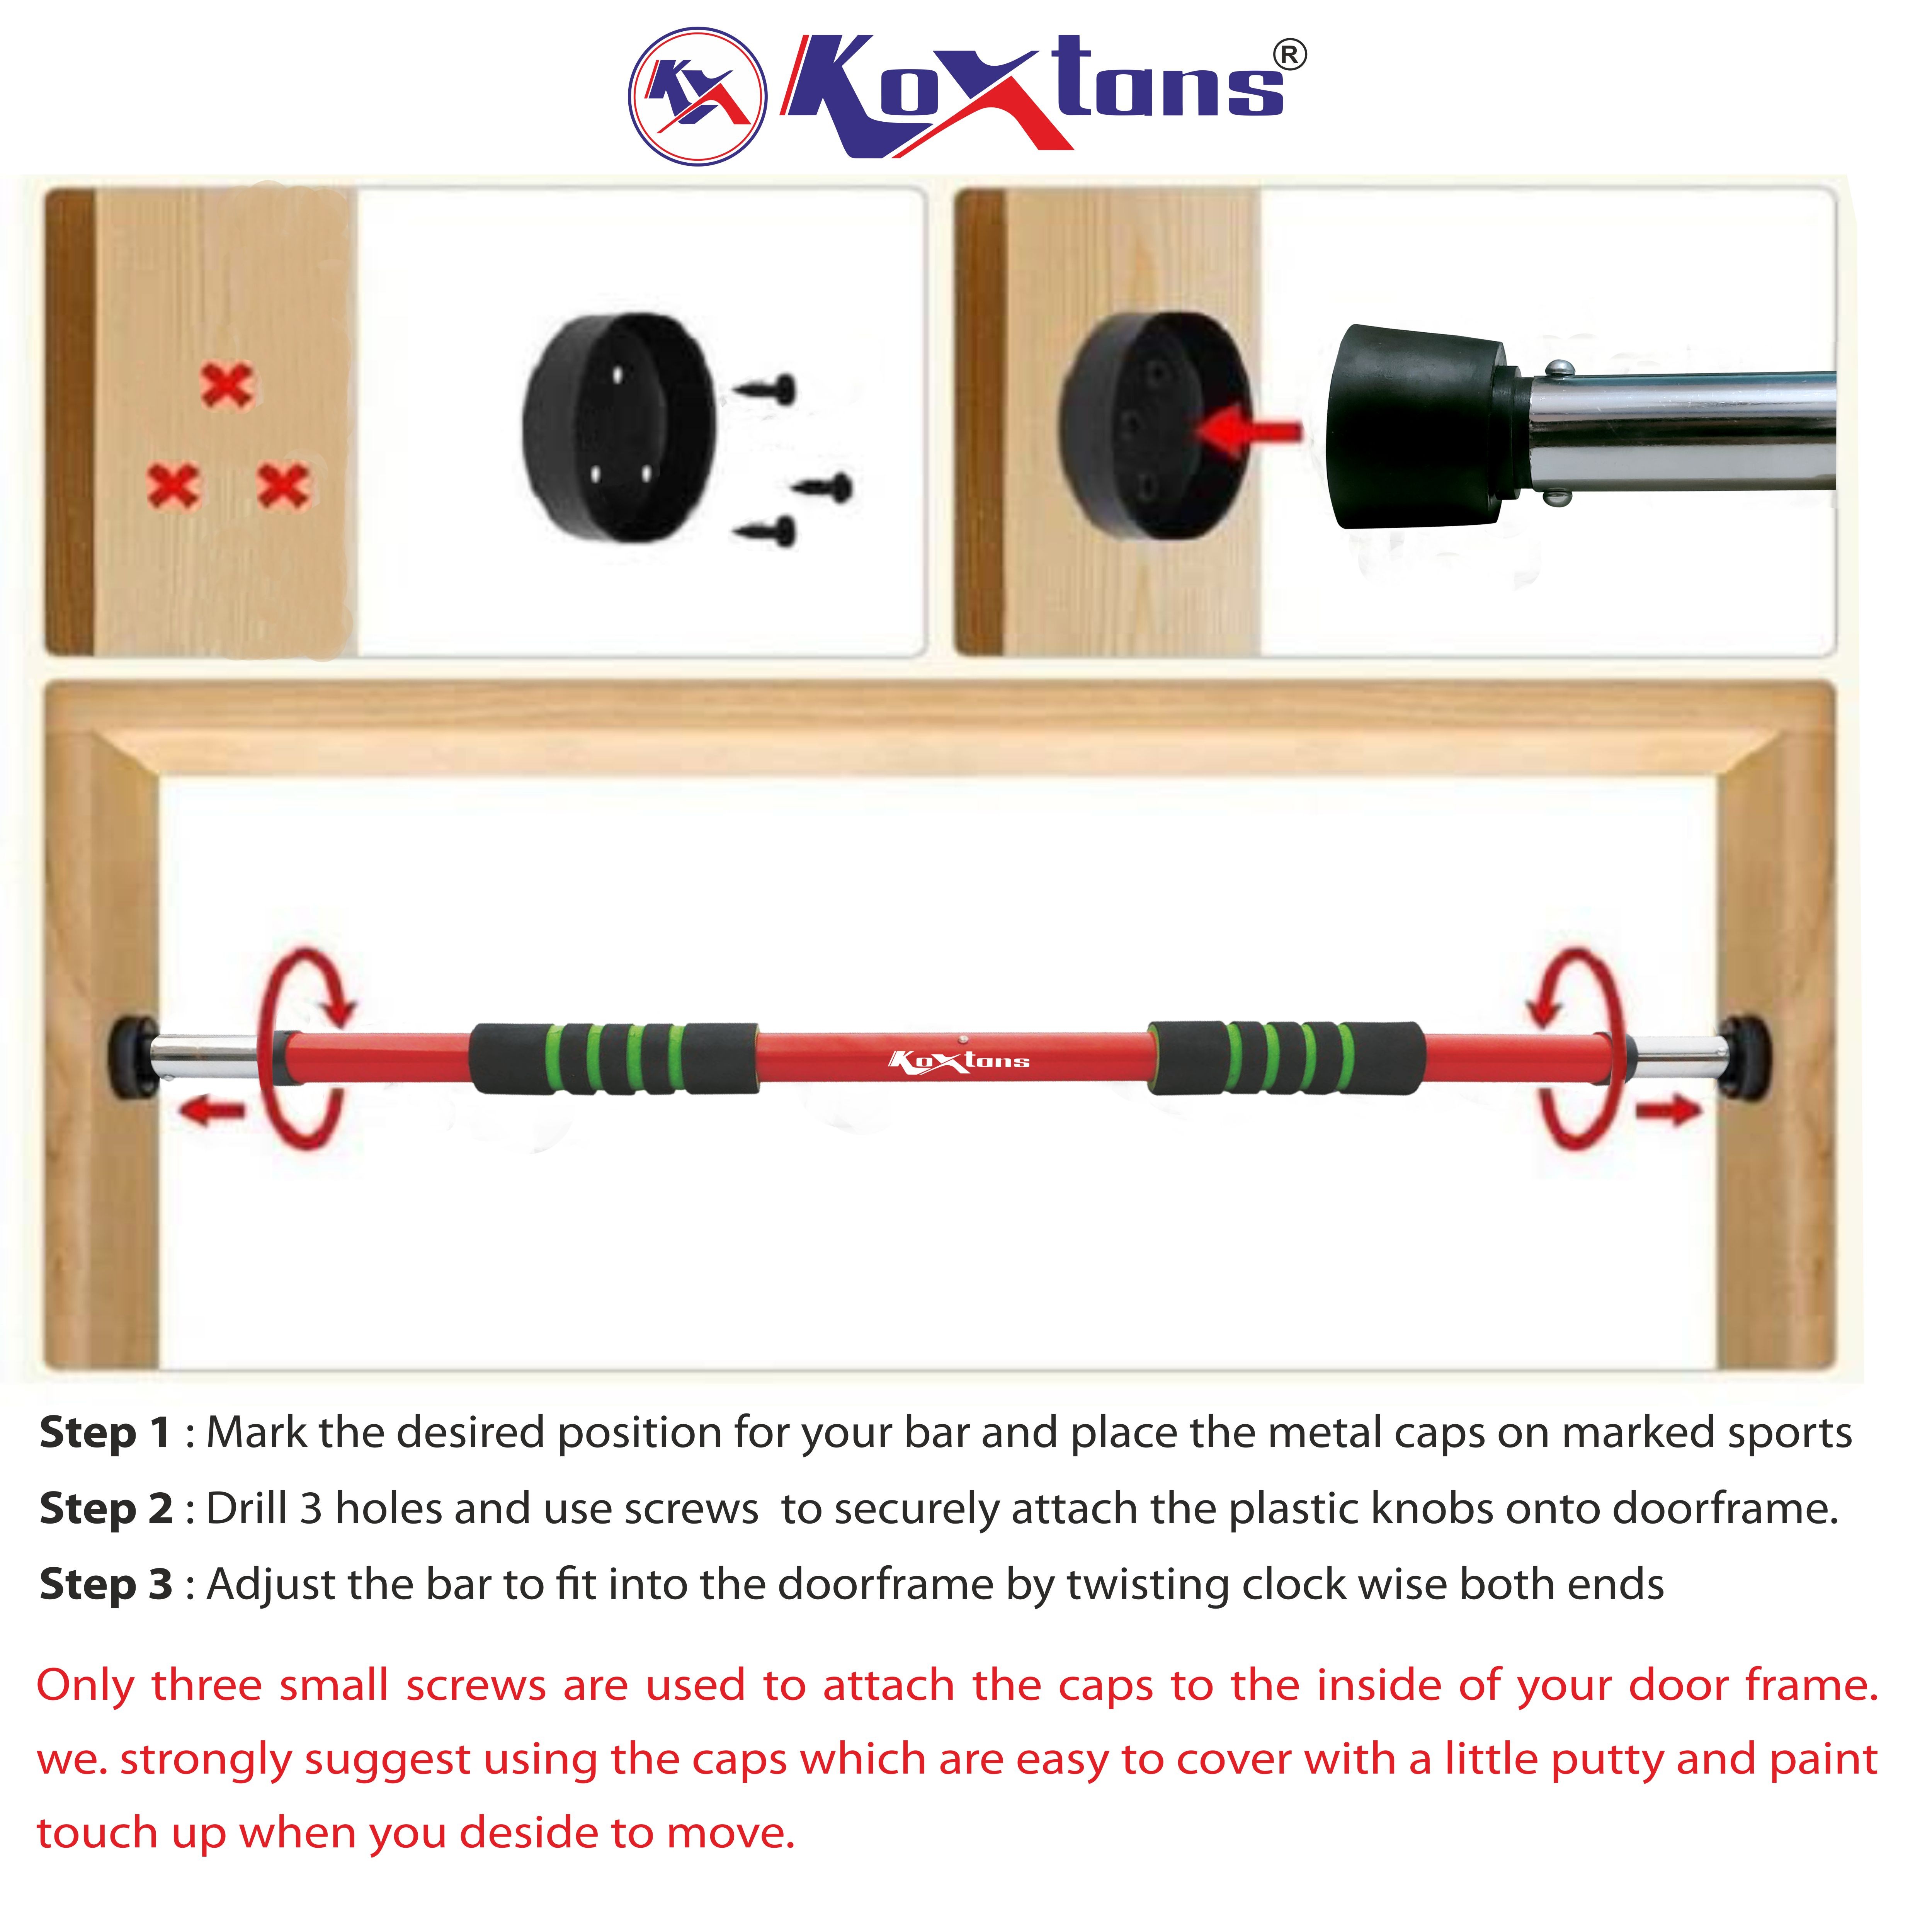 KX Koxtans®
Koxtans
Step 1 : Mark the desired position for your bar and place the metal caps on marked sports
Step 2 : Drill 3 holes and use screws to securely attach the plastic knobs onto doorframe.
Step 3 : Adjust the bar to fit into the doorframe by twisting clock wise both ends
Only three small screws are used to attach the caps to the inside of your door frame.
we. strongly suggest using the caps which are easy to cover with a little putty and paint
touch up when you deside to move.